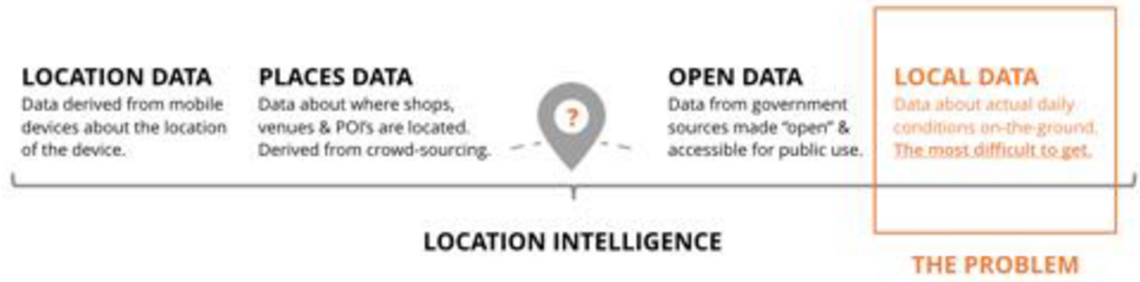 LOCATION DATA
Data derived from mobile
devices about the location
of the device.
PLACES DATA
Data about where shops,
venues & POI's are located.
Derived from crowd-sourcing.
?
OPEN DATA
Data from government
sources made "open" &
accessible for public use.
LOCAL DATA
Data about actual daily
conditions on-the-ground.
The most difficult to get.
LOCATION INTELLIGENCE
THE PROBLEM